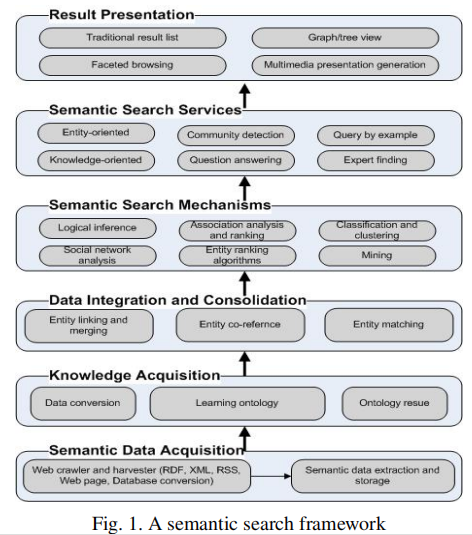 Result Presentation
Traditional result list
Graph/tree view
Faceted browsing
Multimedia presentation generation
Semantic Search Services
Entity-oriented
Community detection
Query by example
Knowledge-oriented
Question answering
Expert finding
Semantic Search Mechanisms
Logical inference
Association analysis
and ranking
Classification and
clustering
Social network
analysis
Entity ranking
algorithms
Mining
Data Integration and Consolidation
Entity linking and
merging
Entity co-refernce
Entity matching
Knowledge Acquisition
Data conversion
Learning ontology
Ontology resue
Semantic Data Acquisition
Web crawler and harvester (RDF, XML, RSS,
Web page, Database conversion)
Semantic data extraction and
storage
Fig. 1. A semantic search framework